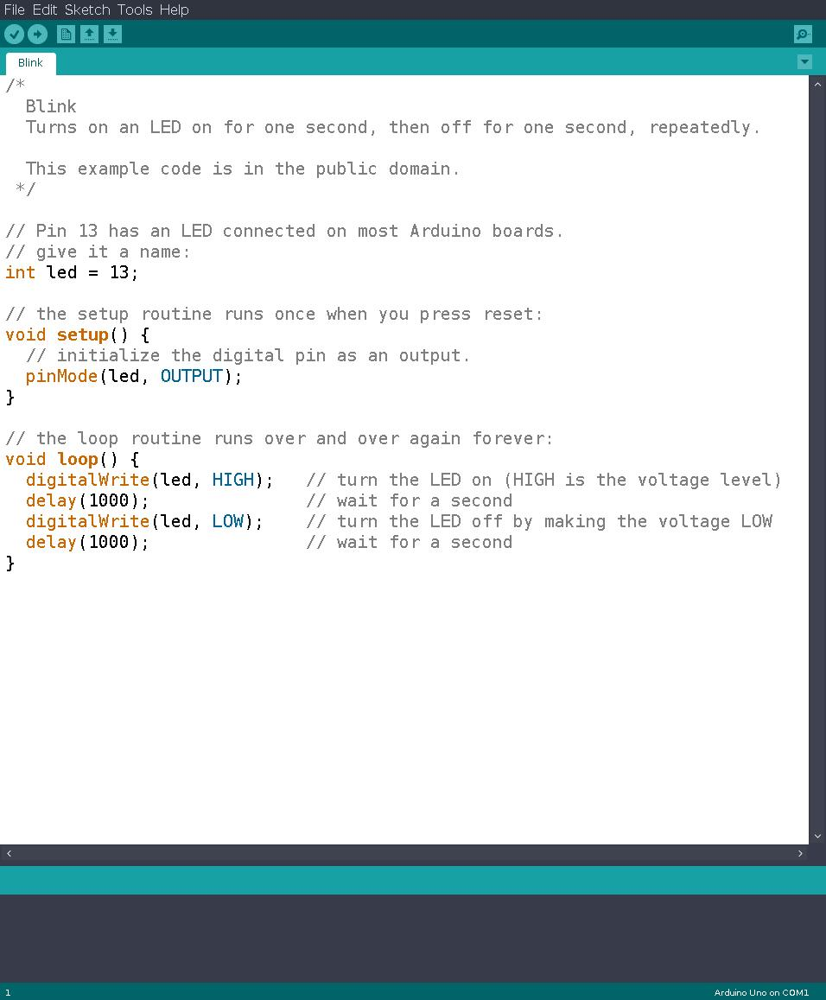 File Edit Sketch Tools Help
Blink
/*
  Blink
  Turns on an LED on for one second, then off for one second, repeatedly.

  This example code is in the public domain.
 */

// Pin 13 has an LED connected on most Arduino boards.
// give it a name:
int led = 13;

// the setup routine runs once when you press reset:
void setup() {
  // initialize the digital pin as an output.
  pinMode(led, OUTPUT);
}

// the loop routine runs over and over again forever:
void loop() {
  digitalWrite(led, HIGH);   // turn the LED on (HIGH is the voltage level)
  delay(1000);               // wait for a second
  digitalWrite(led, LOW);    // turn the LED off by making the voltage LOW
  delay(1000);               // wait for a second
}
1
Arduino Uno on COM1